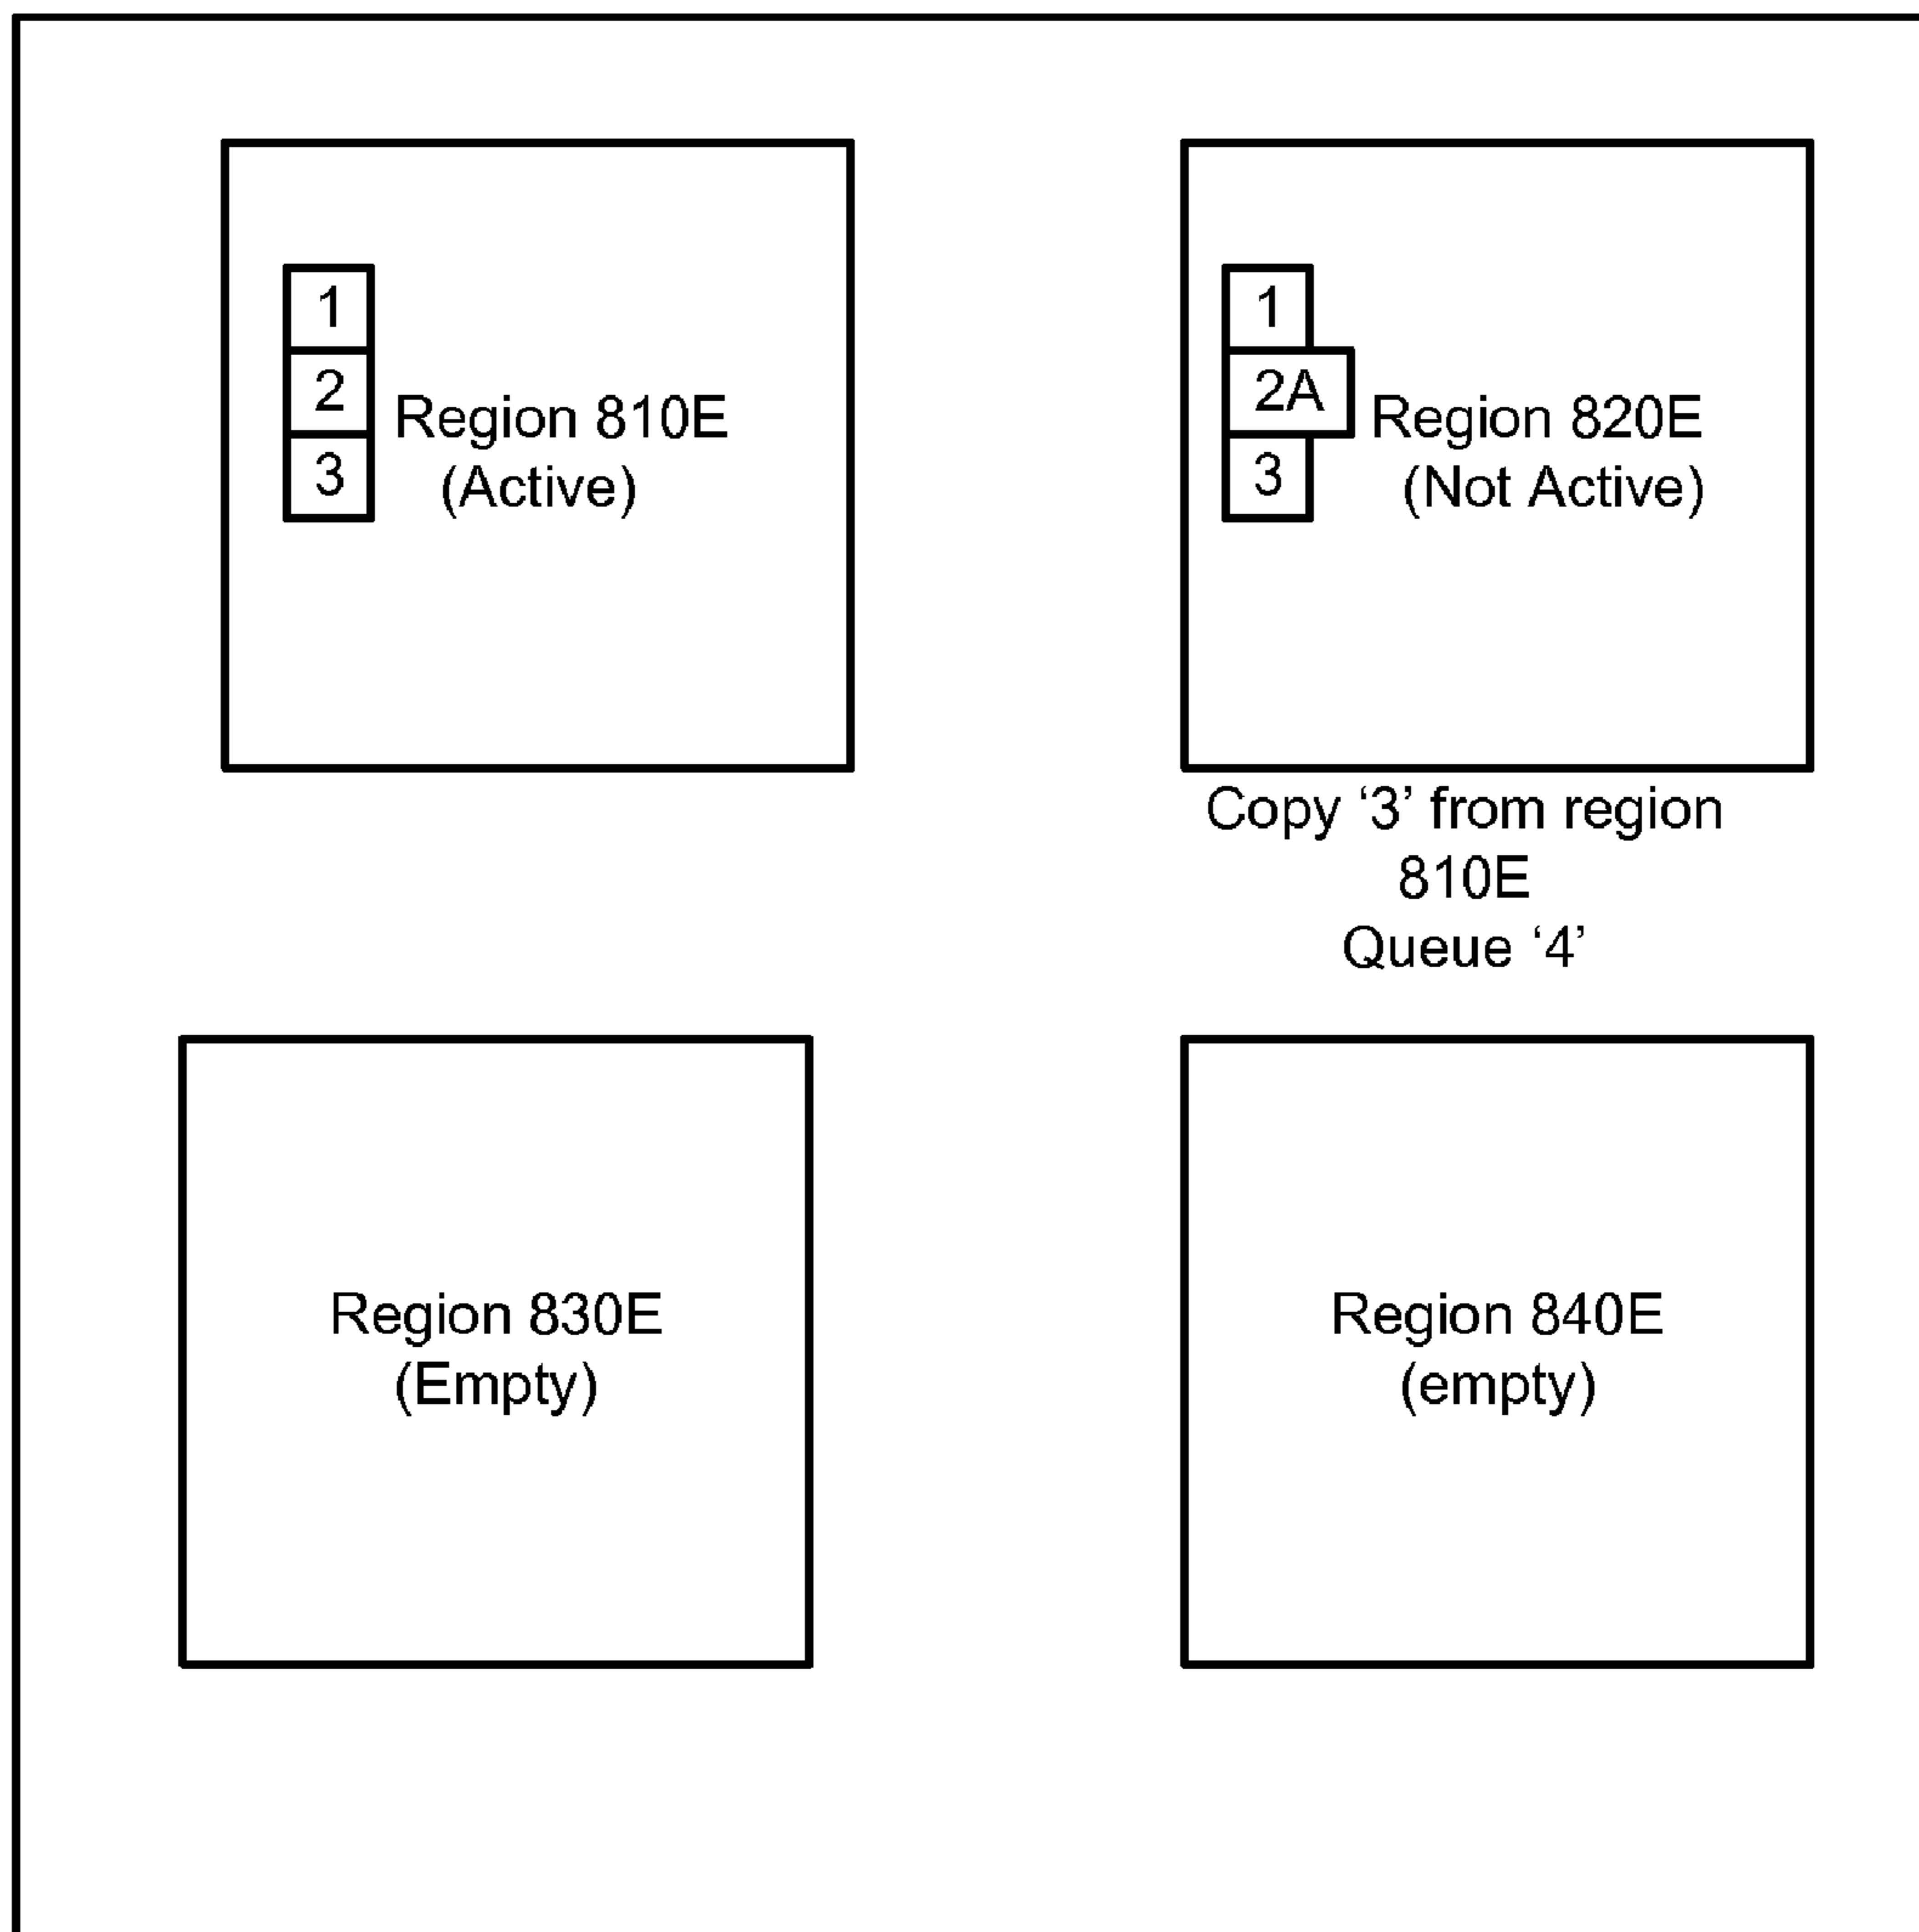 1
2
3
Region 810E
(Active)
1
2A
3
Region 820E
(Not Active)
Copy ‘3’ from region
810E
Queue ‘4’
Region 830E
(Empty)
Region 840E
(empty)